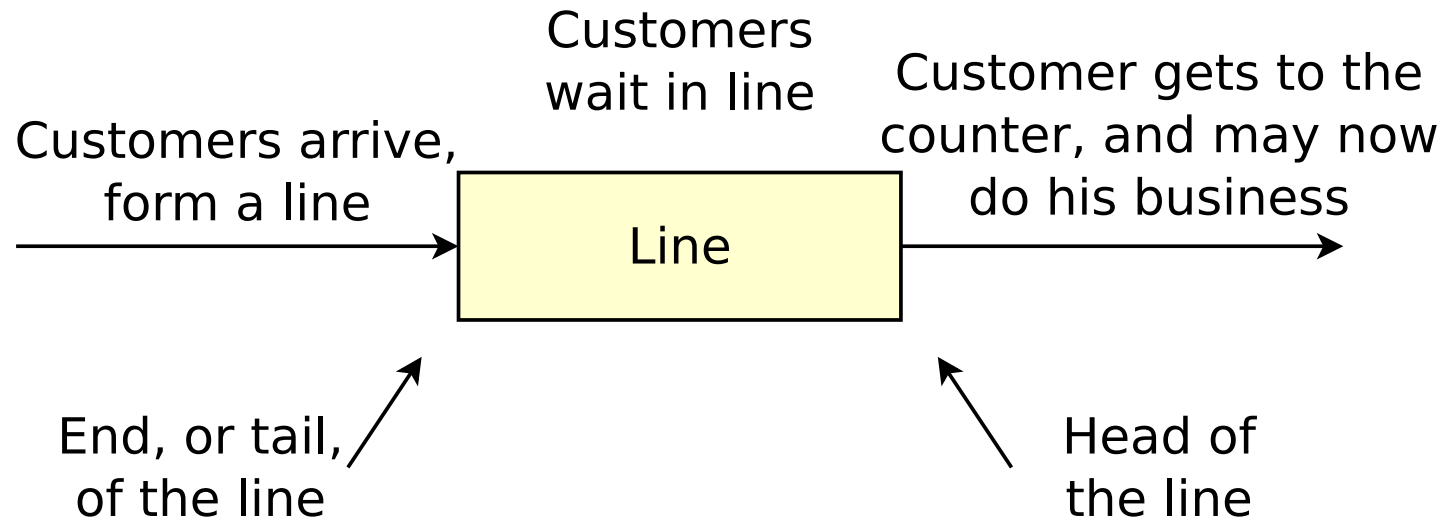 Customers
wait in line
Customer gets to the
counter, and may now
do his business
Customers arrive,
form a line
Line
End, or tail,
of the line
Head of
the line